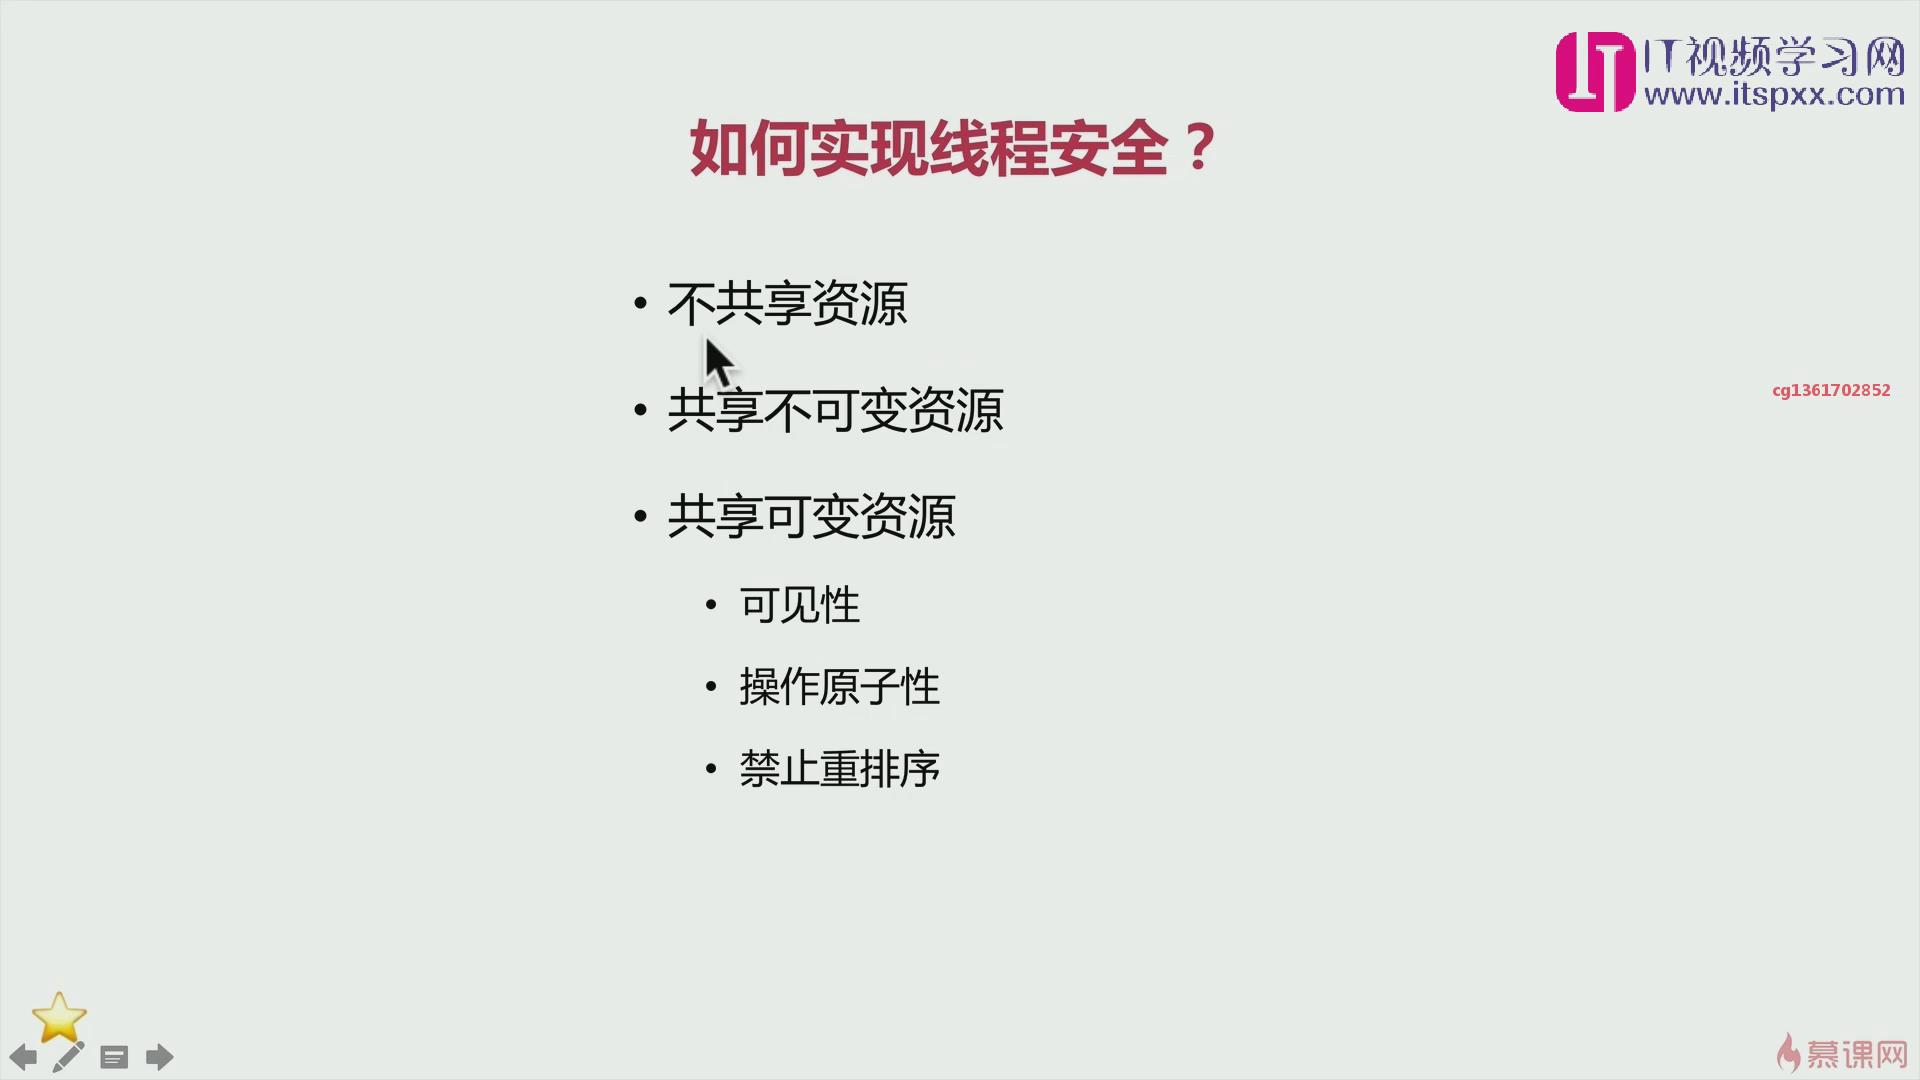 IT视频学习网
www.itspxx.com
如何实现线程安全？
• 不共享资源
• 共享不可变资源
cg1361702852
• 共享可变资源
• 可见性
• 操作原子性
• 禁止重排序
慕课网